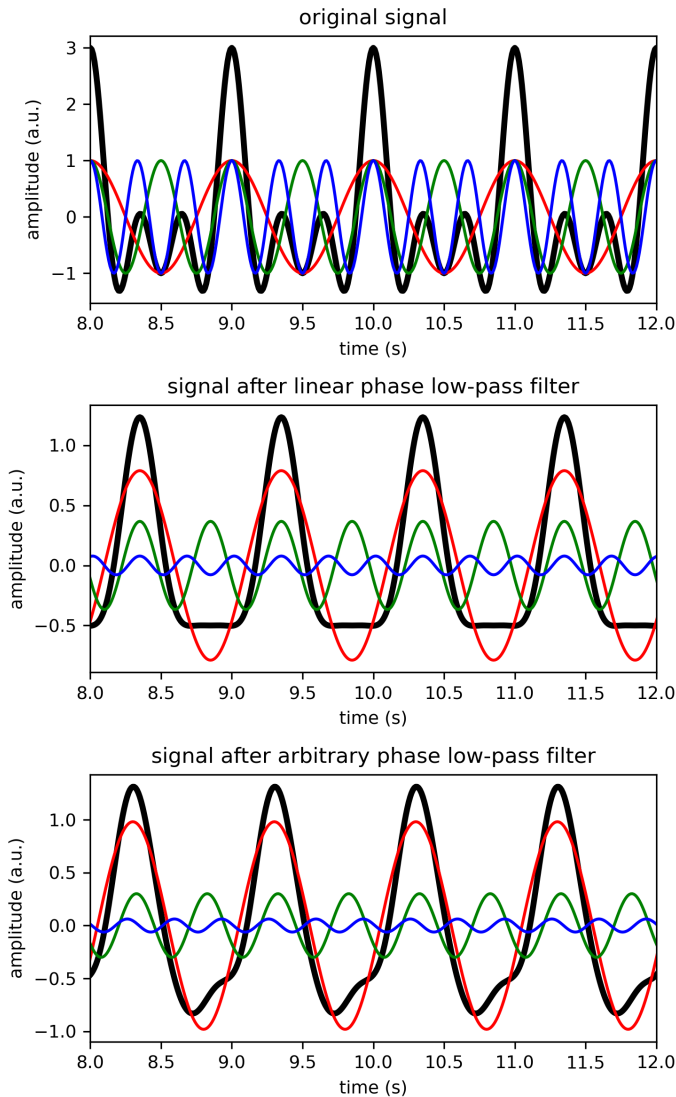 original signal
amplitude (a.u.)
3
2
1
0
−1
8.0 8.5 9.0 9.5 10.0 10.5 11.0 11.5 12.0
time (s)
signal after linear phase low-pass filter
amplitude (a.u.)
1.0
0.5
0.0
−0.5
8.0 8.5 9.0 9.5 10.0 10.5 11.0 11.5 12.0
time (s)
signal after arbitrary phase low-pass filter
amplitude (a.u.)
1.0
0.5
0.0
−0.5
−1.0
8.0 8.5 9.0 9.5 10.0 10.5 11.0 11.5 12.0
time (s)